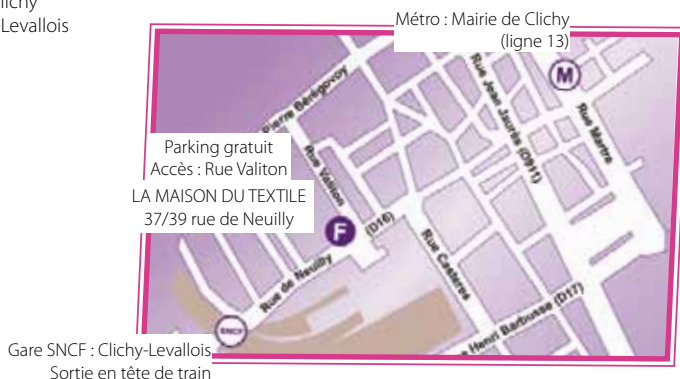 lichy
-Levallois
Métro : Mairie de Clichy
(ligne 13)
M
Pierre Bérégovoy
Rue Jean Jaurès (D911)
Rue Martre
Parking gratuit
Accès : Rue Valiton
Rue Valiton
LA MAISON DU TEXTILE
37/39 rue de Neuilly
F
(D16)
Rue de Neuilly
Rue Casteres
Henri Barbusse (D17)
SNCF
Gare SNCF : Clichy-Levallois
Sortie en tête de train